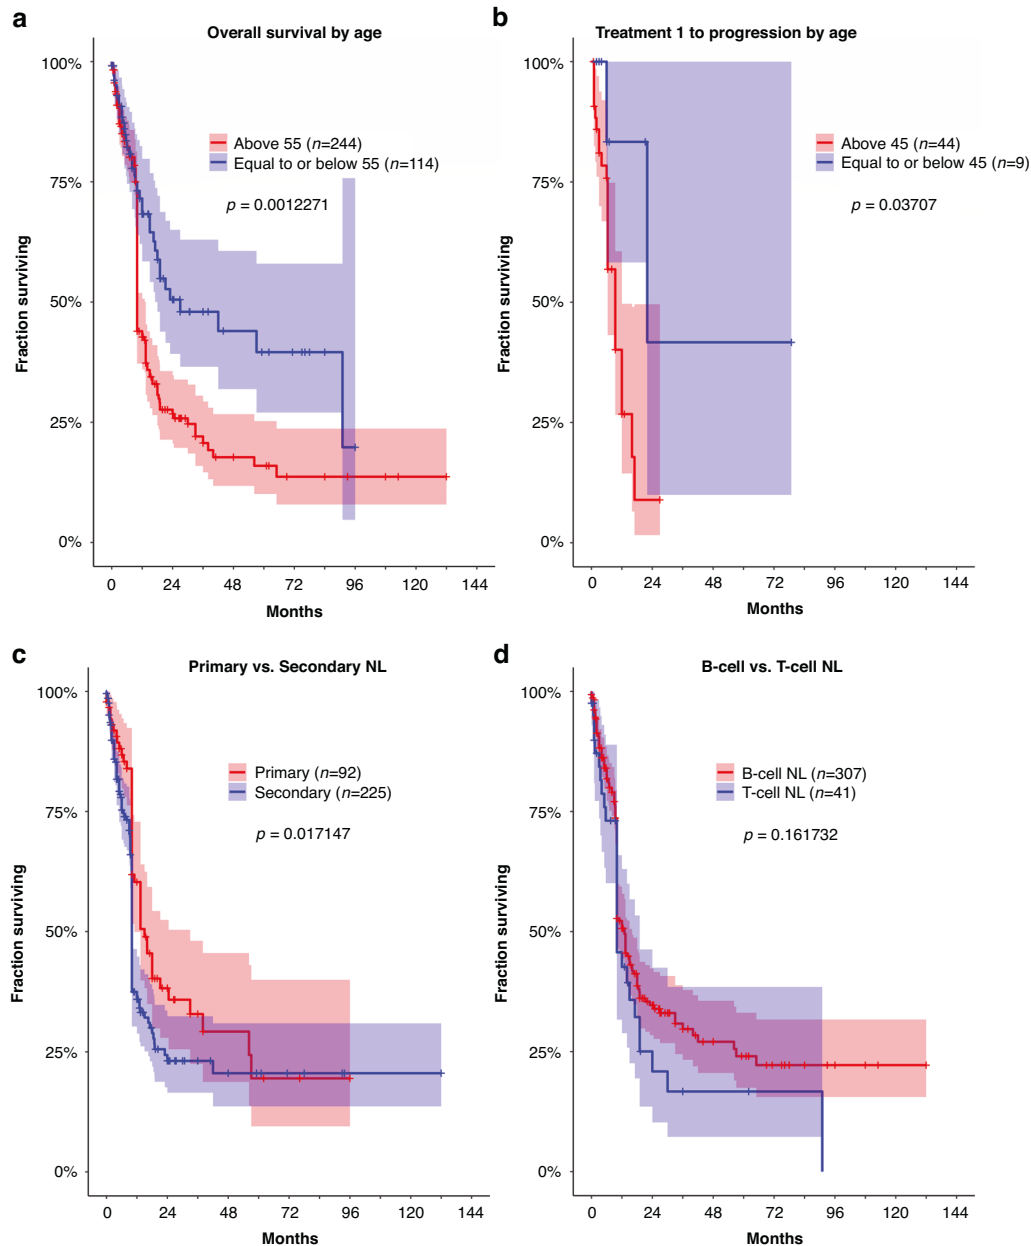 a
Overall survival by age
100%
75%
50%
25%
0%
Fraction surviving
Above 55 (n=244)
Equal to or below 55 (n=114)
p = 0.0012271
0 24 48 72 96 120 144
Months
b
Treatment 1 to progression by age
100%
75%
50%
25%
0%
Fraction surviving
Above 45 (n=44)
Equal to or below 45 (n=9)
p = 0.03707
0 24 48 72 96 120 144
Months
c
Primary vs. Secondary NL
100%
75%
50%
25%
0%
Fraction surviving
Primary (n=92)
Secondary (n=225)
p = 0.017147
0 24 48 72 96 120 144
Months
d
B-cell vs. T-cell NL
100%
75%
50%
25%
0%
Fraction surviving
B-cell NL (n=307)
T-cell NL (n=41)
p = 0.161732
0 24 48 72 96 120 144
Months